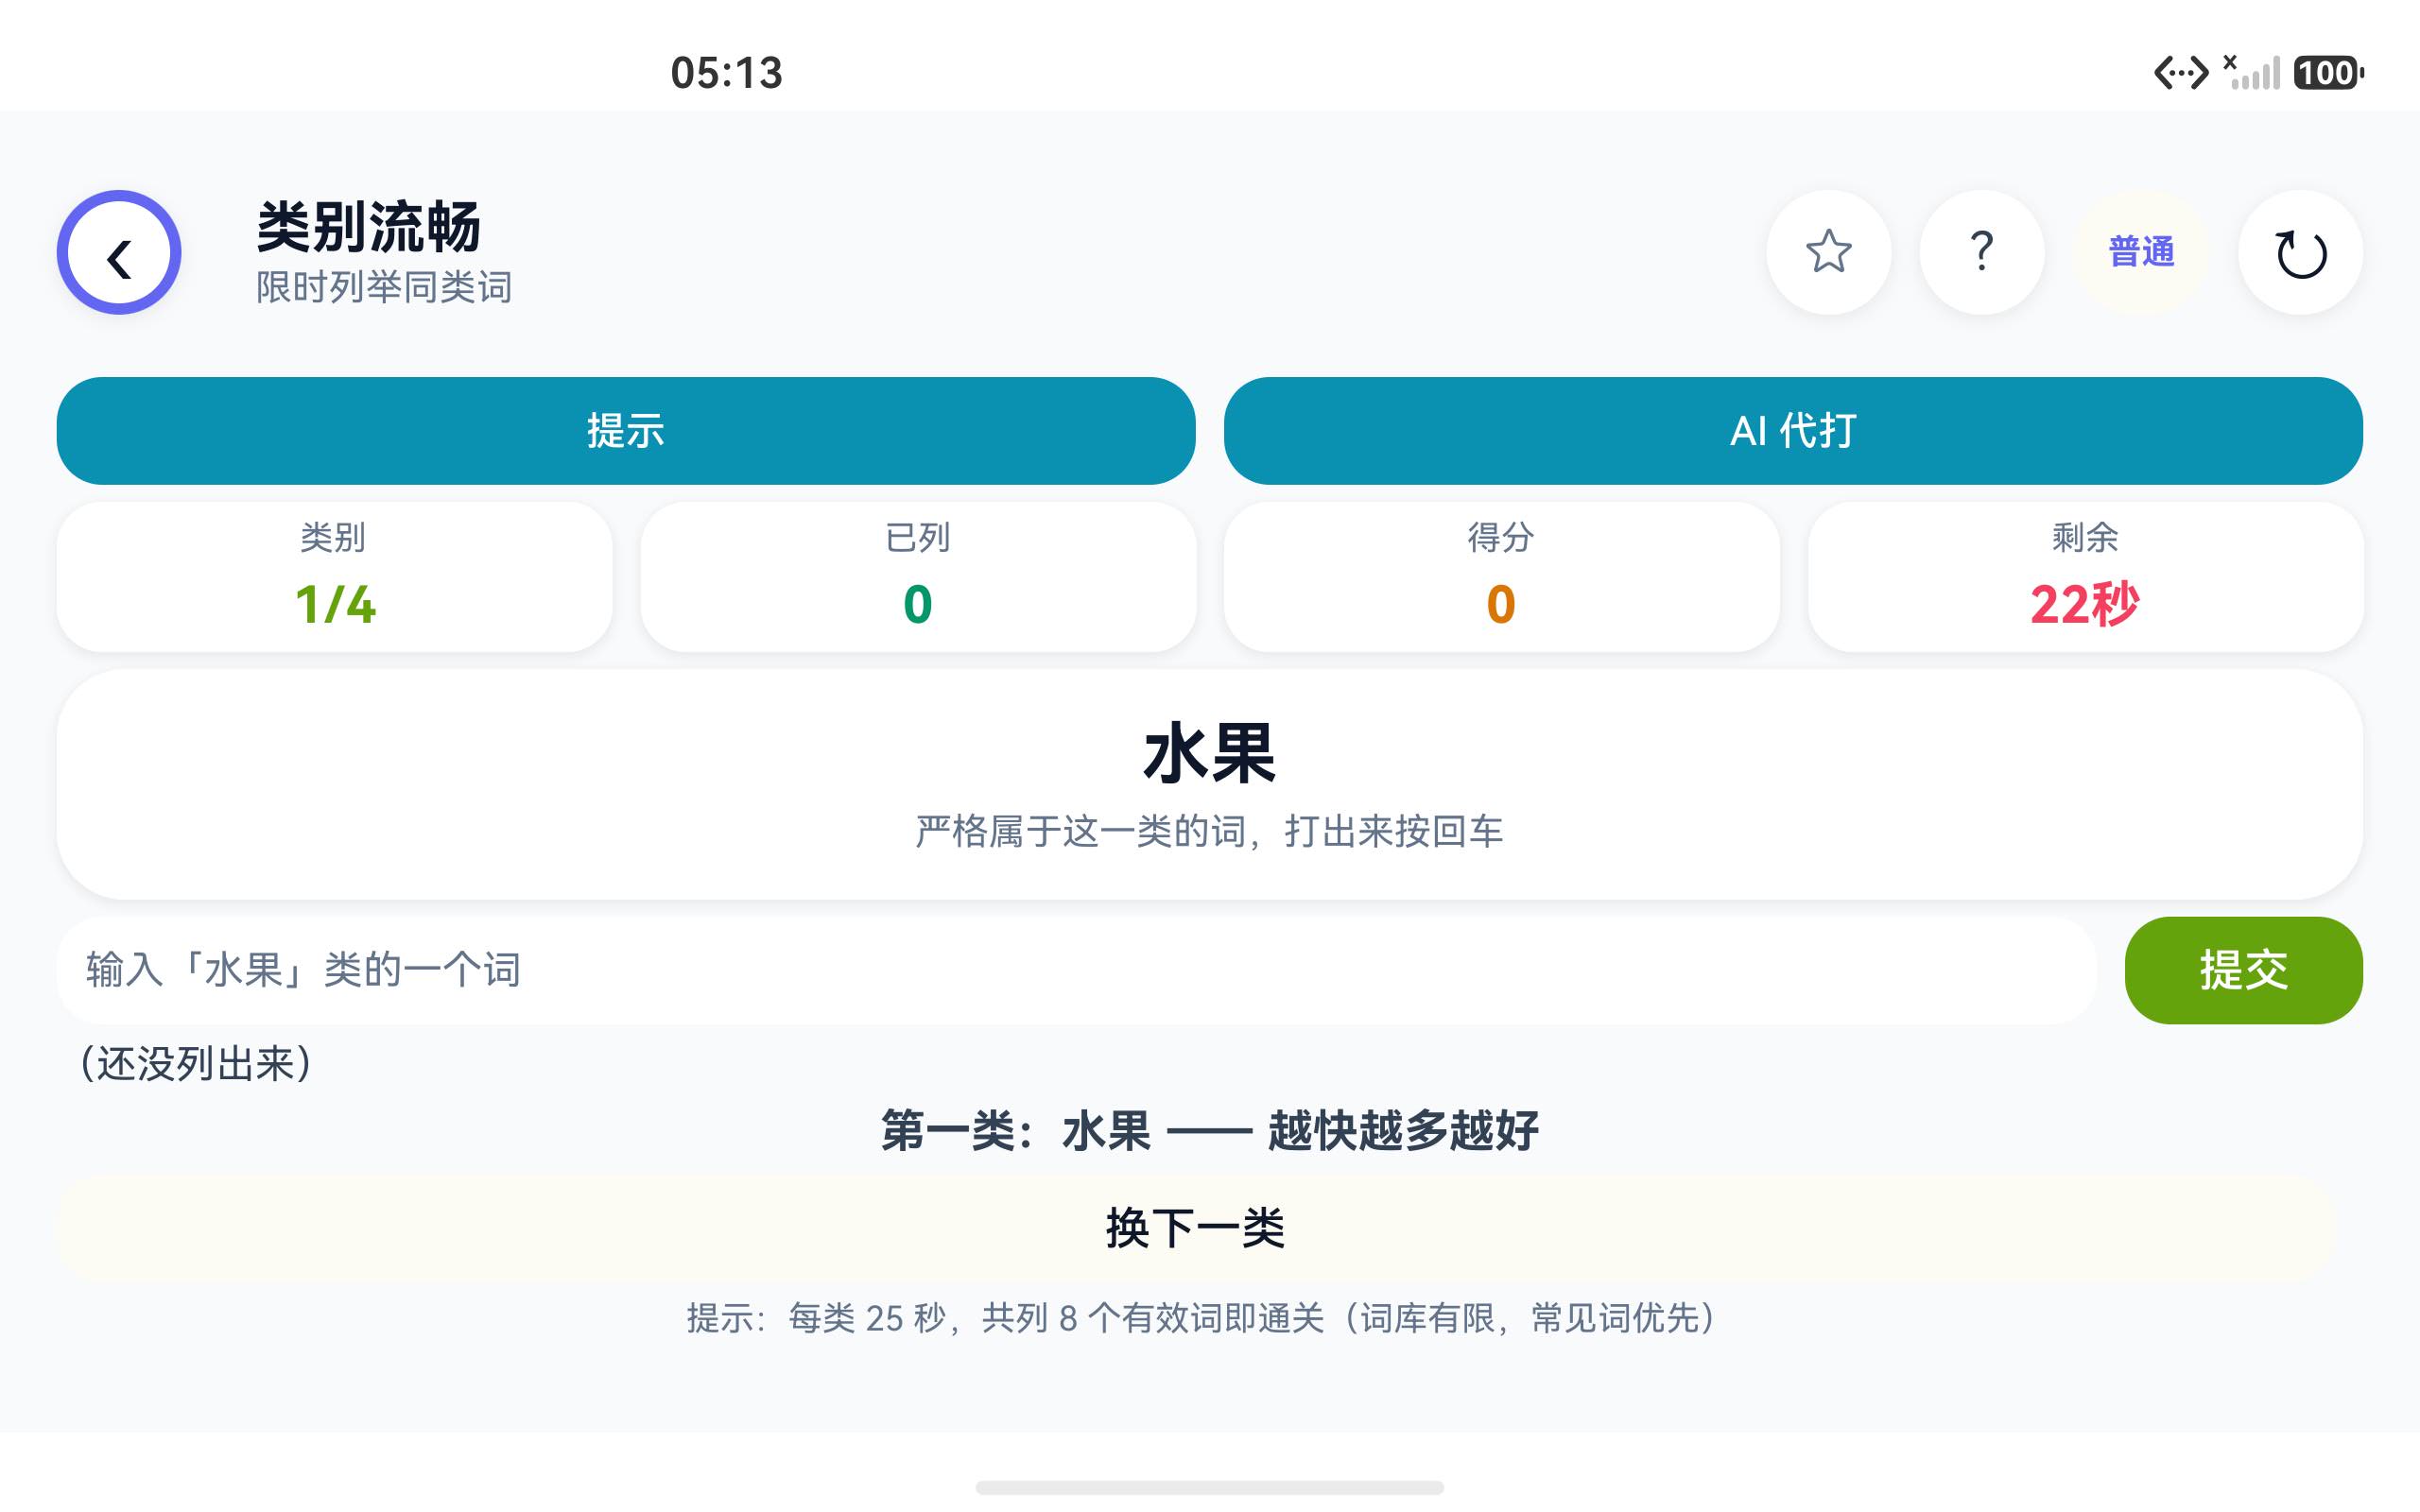 05:13
100
类别流畅
限时列举同类词
?
普通
提示
AI 代打
类别
1/4
已列
0
得分
0
剩余
22秒
水果
严格属于这一类的词，打出来按回车
输入「水果」类的一个词
提交
（还没列出来）
第一类：水果 —— 越快越多越好
换下一类
提示：每类 25 秒，共列 8 个有效词即通关（词库有限，常见词优先）